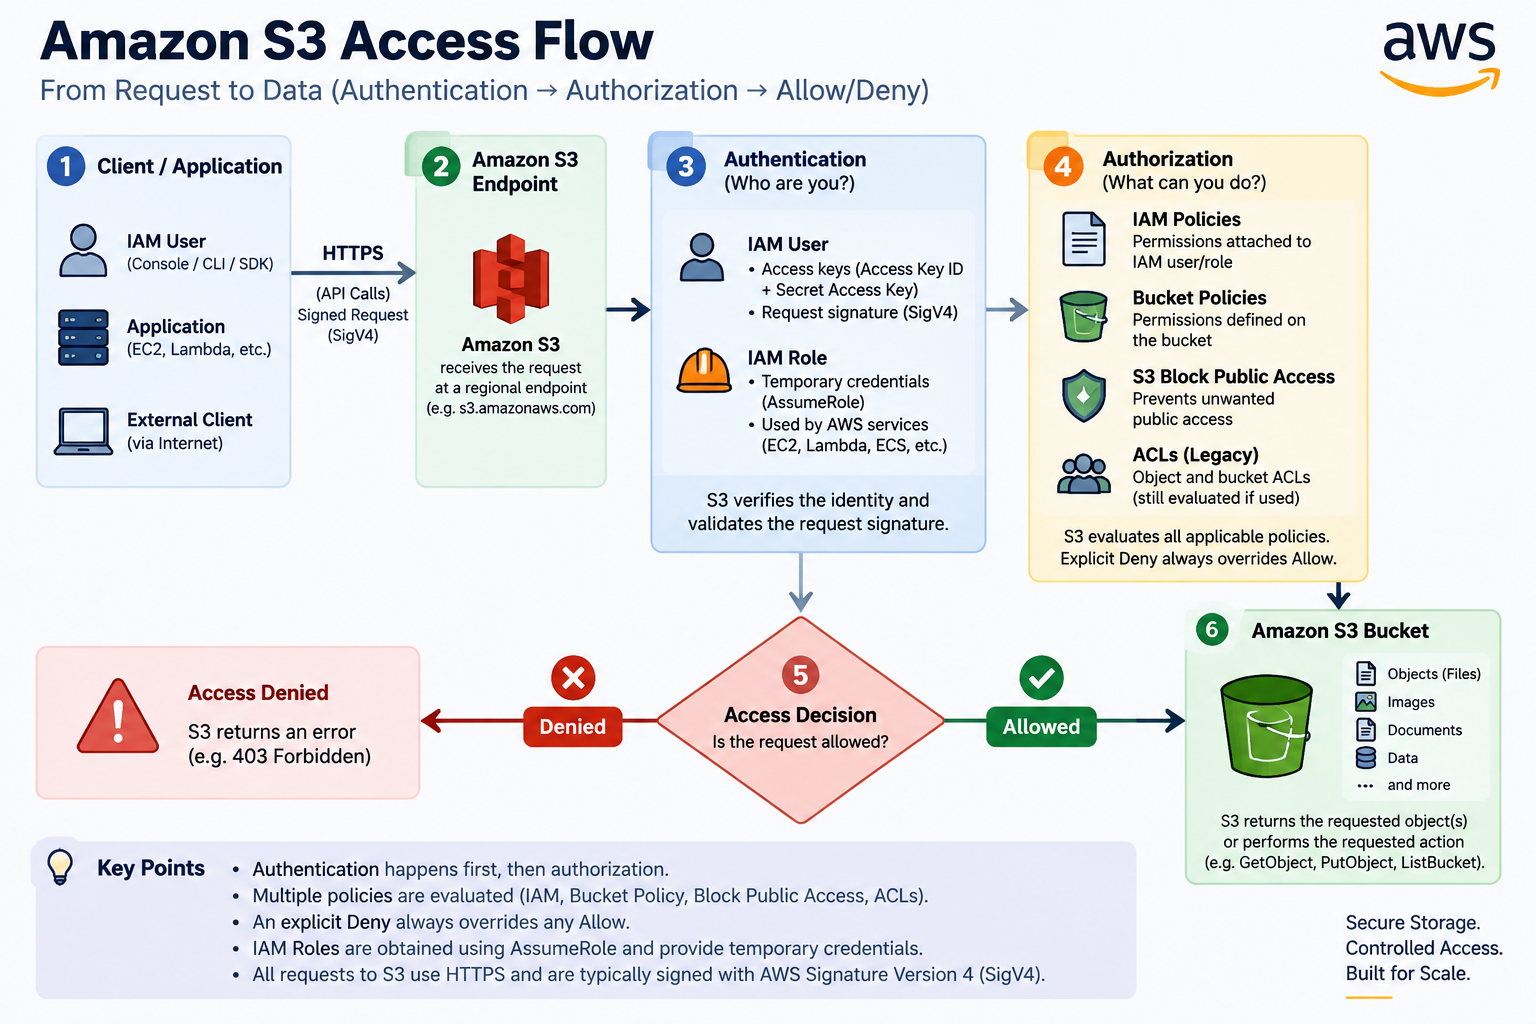 Amazon S3 Access Flow
From Request to Data (Authentication → Authorization → Allow/Deny)
aws
1
Client / Application
IAM User
(Console / CLI / SDK)
Application
(EC2, Lambda, etc.)
External Client
(via Internet)
HTTPS
(API Calls)
Signed Request
(SigV4)
2
Amazon S3
Endpoint
Amazon S3
receives the request
at a regional endpoint
(e.g. s3.amazonaws.com)
3
Authentication
(Who are you?)
IAM User
• Access keys (Access Key ID
+ Secret Access Key)
• Request signature (SigV4)
IAM Role
• Temporary credentials
(AssumeRole)
• Used by AWS services
(EC2, Lambda, ECS, etc.)
S3 verifies the identity and
validates the request signature.
4
Authorization
(What can you do?)
IAM Policies
Permissions attached to
IAM user/role
Bucket Policies
Permissions defined on
the bucket
S3 Block Public Access
Prevents unwanted
public access
ACLs (Legacy)
Object and bucket ACLs
(still evaluated if used)
S3 evaluates all applicable policies.
Explicit Deny always overrides Allow.
5
Access Decision
Is the request allowed?
Denied
Access Denied
S3 returns an error
(e.g. 403 Forbidden)
Allowed
6
Amazon S3 Bucket
Objects (Files)
Images
Documents
Data
and more
S3 returns the requested object(s)
or performs the requested action
(e.g. GetObject, PutObject, ListBucket).
Key Points
• Authentication happens first, then authorization.
• Multiple policies are evaluated (IAM, Bucket Policy, Block Public Access, ACLs).
• An explicit Deny always overrides any Allow.
• IAM Roles are obtained using AssumeRole and provide temporary credentials.
• All requests to S3 use HTTPS and are typically signed with AWS Signature Version 4 (SigV4).
Secure Storage.
Controlled Access.
Built for Scale.